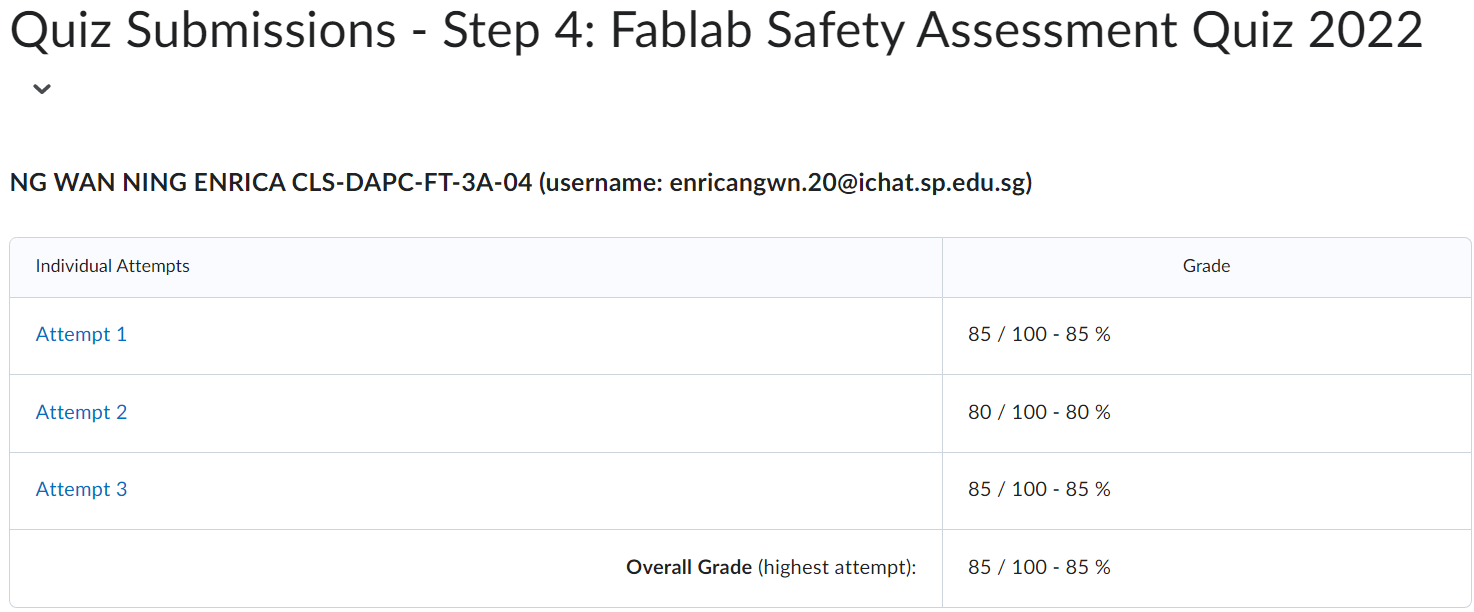 Quiz Submissions - Step 4: Fablab Safety Assessment Quiz 2022
NG WAN NING ENRICA CLS-DAPC-FT-3A-04 (username: enricangwn.20@ichat.sp.edu.sg)
Individual Attempts Grade
Attempt 1 85 / 100 - 85 %
Attempt 2 80 / 100 - 80 %
Attempt 3 85 / 100 - 85 %
Overall Grade (highest attempt): 85 / 100 - 85 %